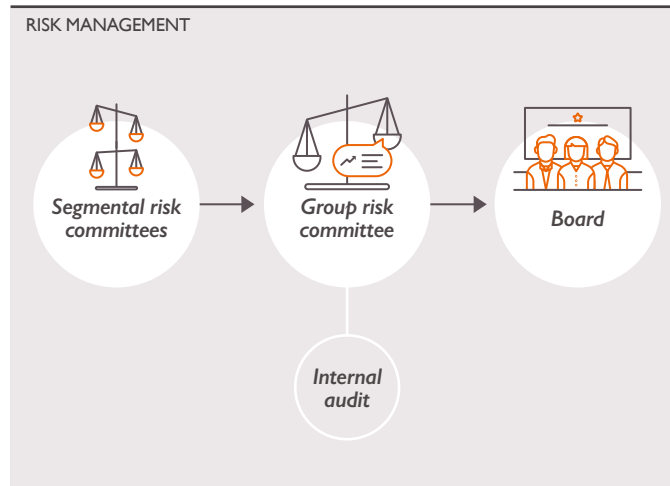 RISK MANAGEMENT
Segmental risk
committees
Group risk
committee
Board
Internal
audit